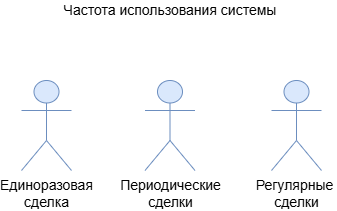 Частота использования системы
Единоразовая Периодические Регулярные
сделка сделки сделки